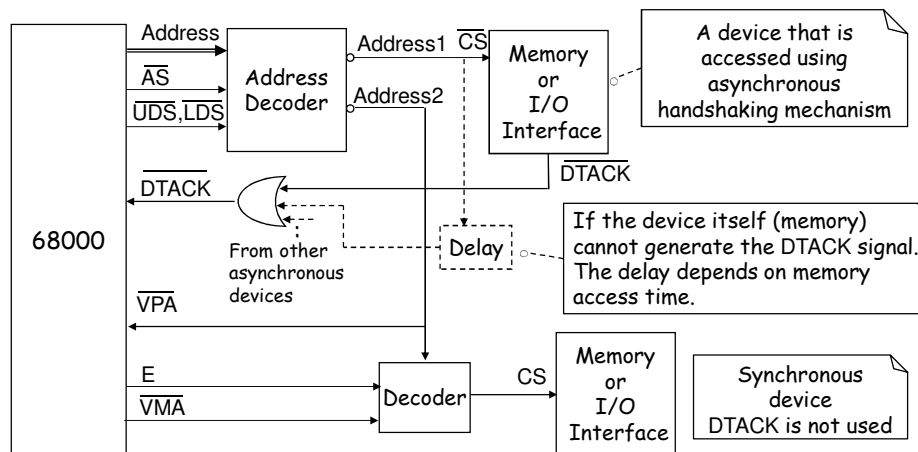 68000
Address
AS
UDS,LDS
DTACK
VPA
E
VMA
Address
Decoder
Address1
Address2
CS
Memory
or
I/O
Interface
DTACK
A device that is
accessed using
asynchronous
handshaking mechanism
From other
asynchronous
devices
Delay
If the device itself (memory)
cannot generate the DTACK signal.
The delay depends on memory
access time.
Decoder
CS
Memory
or
I/O
Interface
Synchronous
device
DTACK is not used